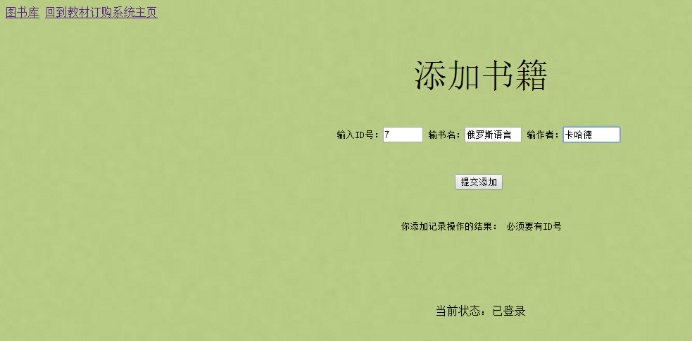 图书库 回到教材订购系统主页
添加书籍
输入ID号：7 输书名：俄罗斯语言 输作者：卡哈德
提交添加
你添加记录操作的结果： 必须要有ID号
当前状态：已登录